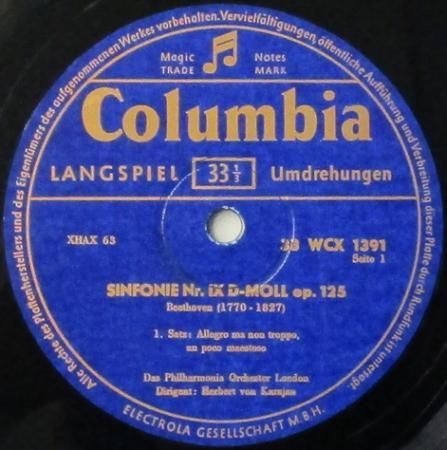 Alle Rechte des Plattenherstellers und des Eigentümers des aufgenommenen Werkes vorbehalten. Vervielfältigungen, öffentliche Aufführung und Verbreitung dieser Platte durch Rundfunk ist untersagt.
Magic Notes
TRADE MARK
Columbia
LANGSPIEL 33⅓ Umdrehungen
XHAX 63
33 WCX 1391
Seite 1
SINFONIE Nr. IX D-MOLL op. 125
Beethoven (1770 - 1827)
1. Satz: Allegro ma non troppo,
un poco maestoso
Das Philharmonia Orchester London
Dirigent: Herbert von Karajan
ELECTROLA GESELLSCHAFT M.B.H.